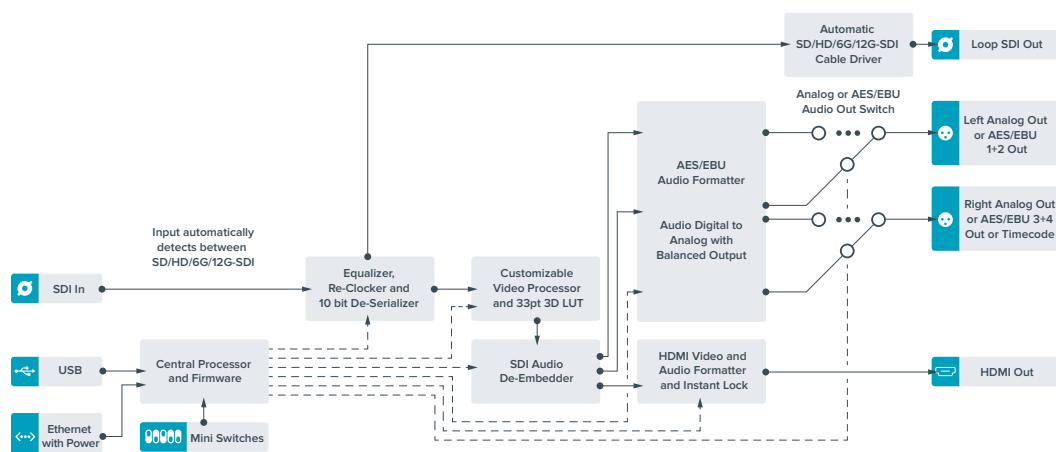 Automatic
SD/HD/6G/12G-SDI
Cable Driver
Loop SDI Out
Analog or AES/EBU
Audio Out Switch
Left Analog Out
or AES/EBU
1+2 Out
AES/EBU
Audio Formatter
Right Analog Out
or AES/EBU 3+4
Out or Timecode
Audio Digital to
Analog with
Balanced Output
Input automatically
detects between
SD/HD/6G/12G-SDI
SDI In
Equalizer,
Re-Clocker and
10 bit De-Serializer
Customizable
Video Processor
and 33pt 3D LUT
USB
Central Processor
and Firmware
SDI Audio
De-Embedder
HDMI Video and
Audio Formatter
and Instant Lock
HDMI Out
Ethernet
with Power
Mini Switches